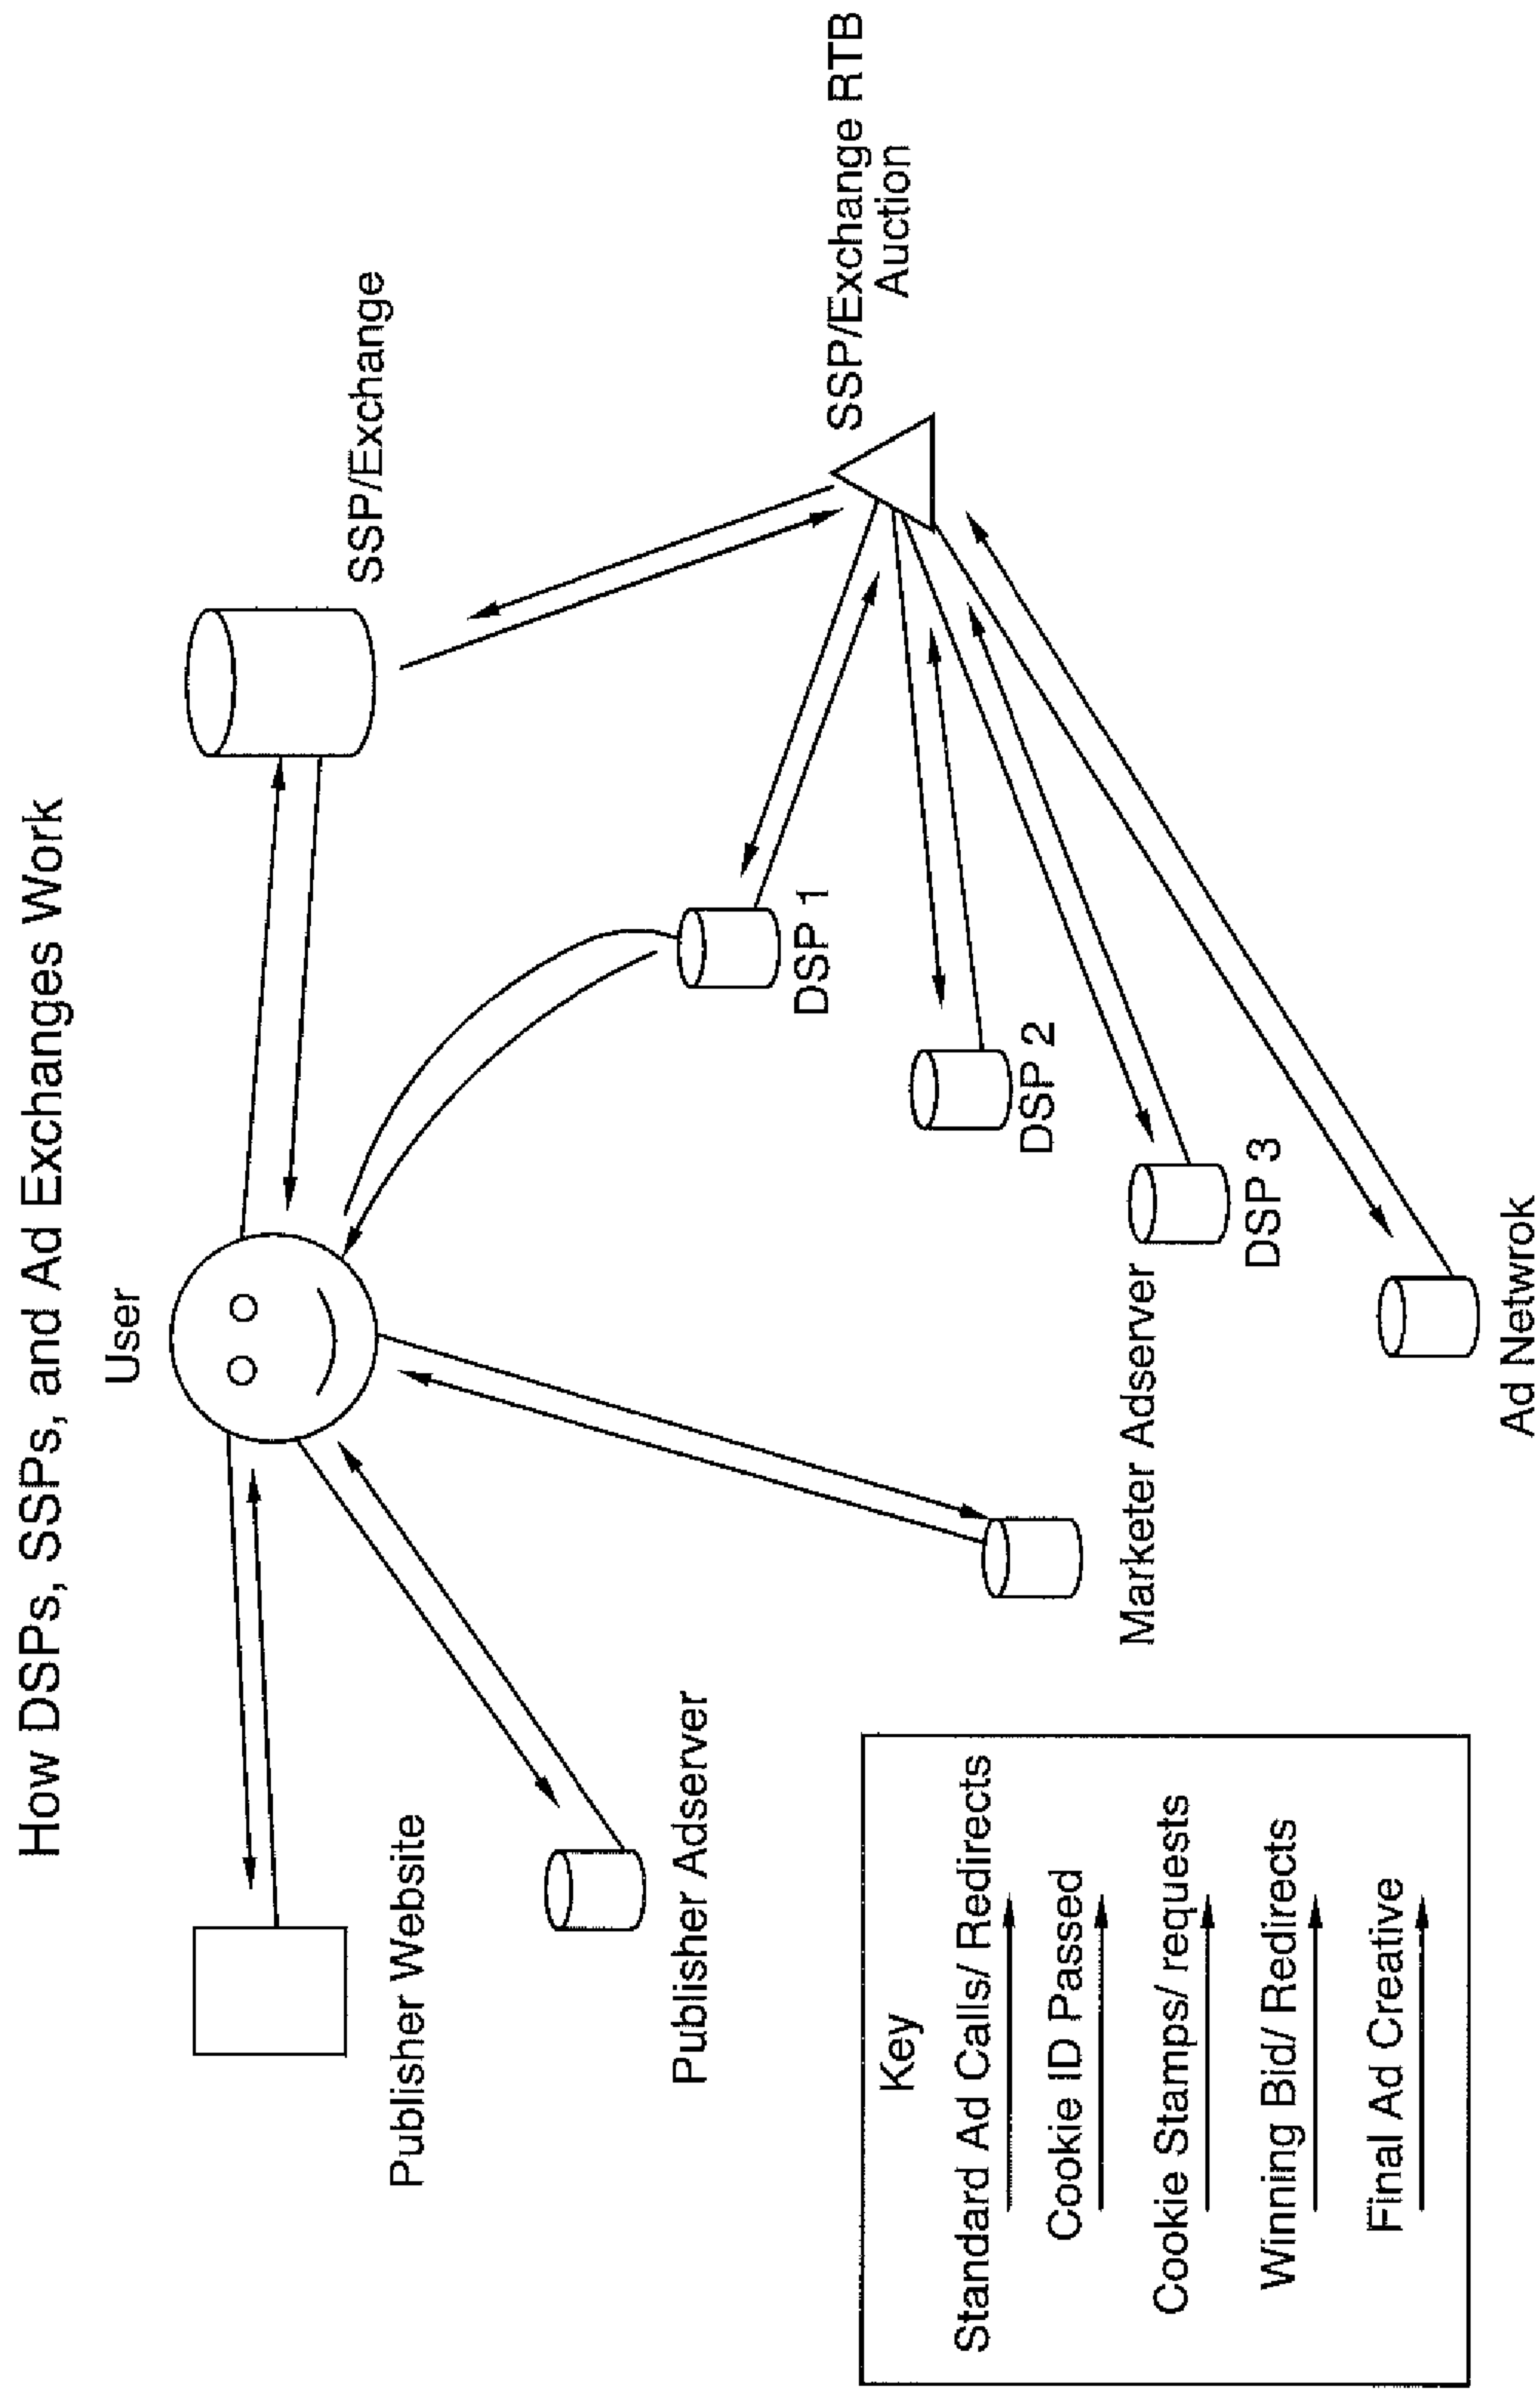 How DSPs, SSPs, and Ad Exchanges Work
User
SSP/Exchange
Publisher Website
Publisher Adserver
DSP 1
SSP/Exchange RTB
Auction
DSP 2
Marketer Adserver
DSP 3
Ad Netwrok
Key
Standard Ad Calls/ Redirects
Cookie ID Passed
Cookie Stamps/ requests
Winning Bid/ Redirects
Final Ad Creative